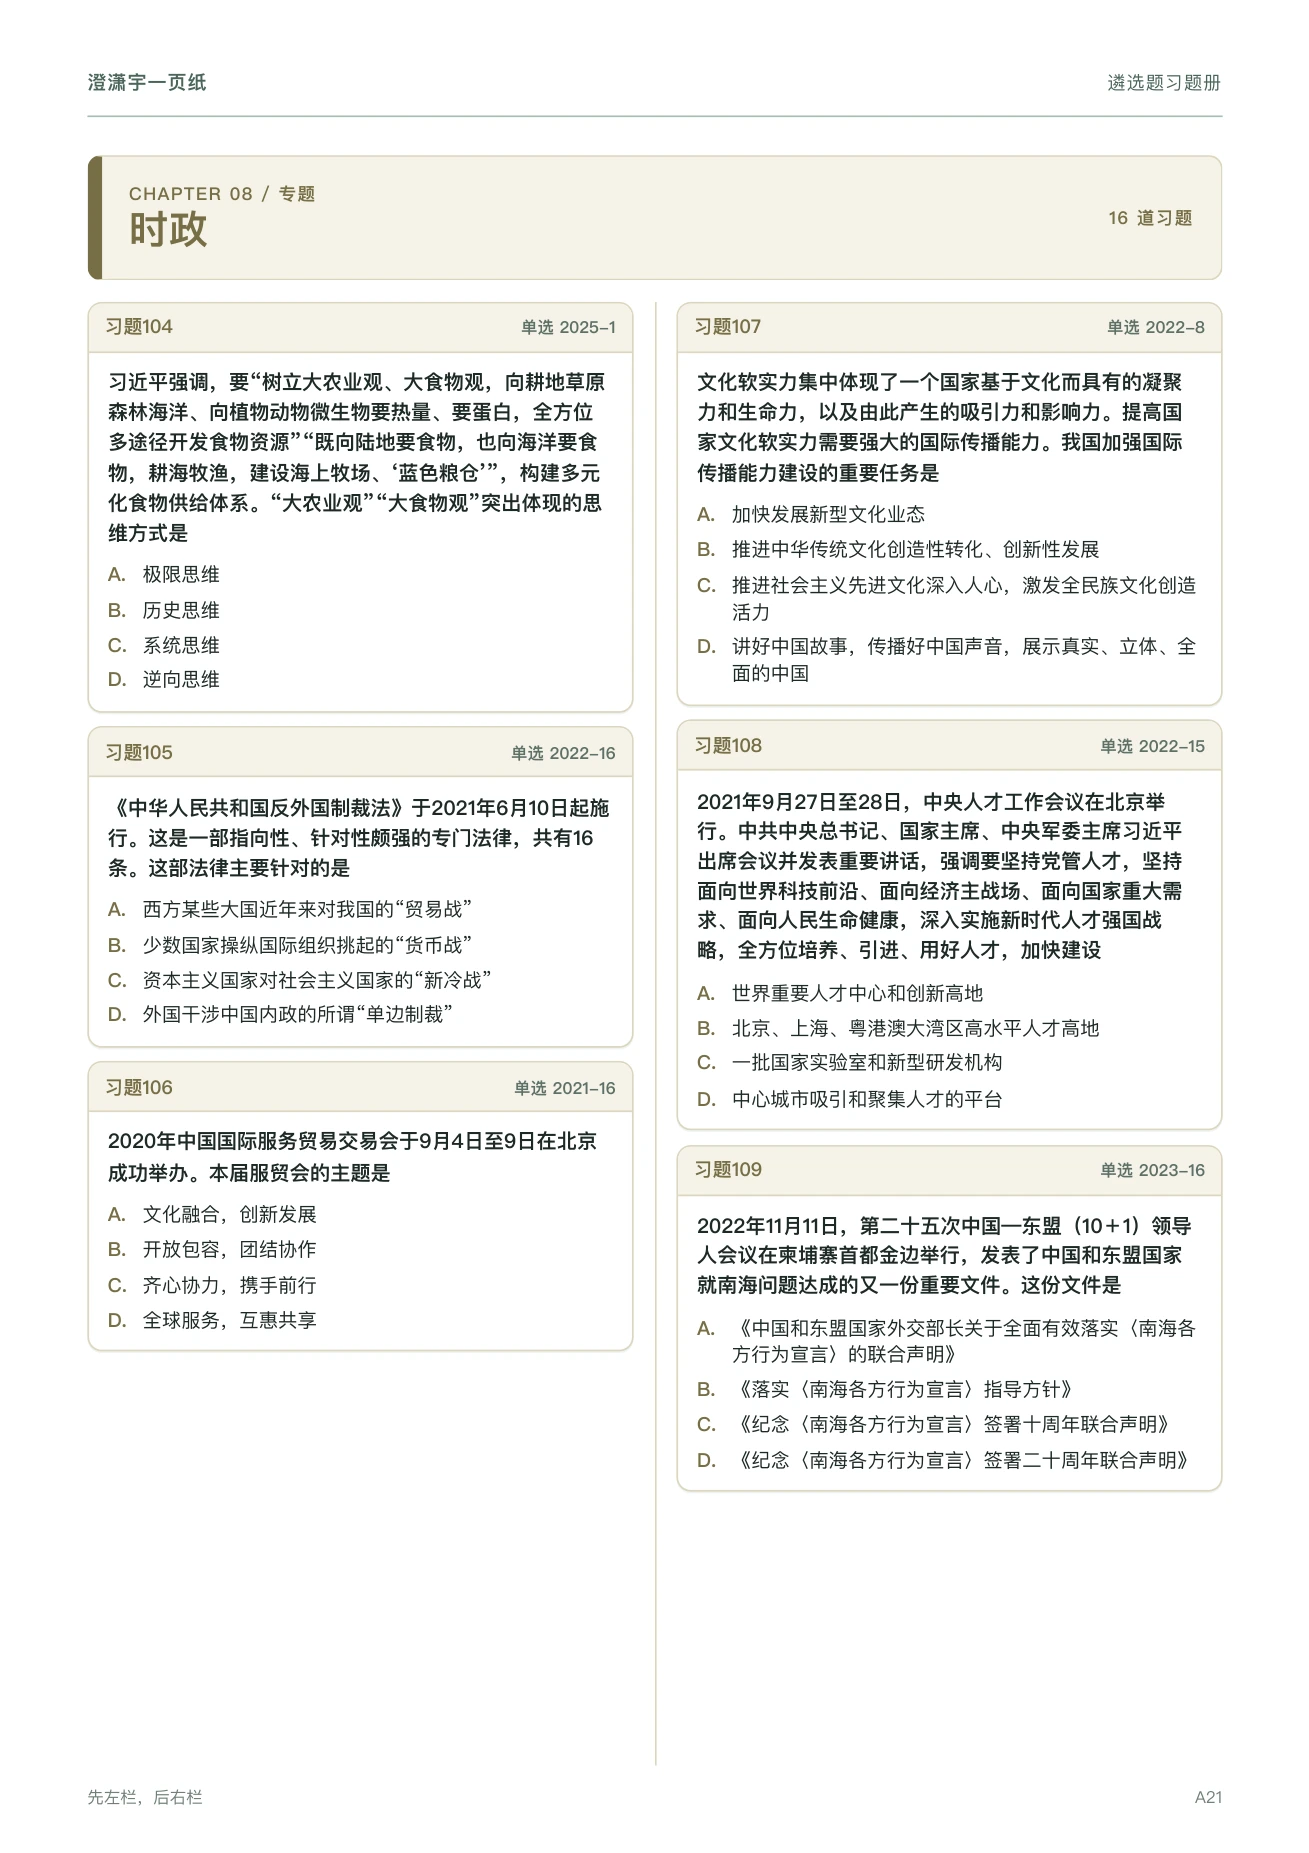 澄潇宇一页纸
遴选题习题册
CHAPTER 08 / 专题
时政
16 道习题
习题104
单选 2025-1
习近平强调，要“树立大农业观、大食物观，向耕地草原
森林海洋、向植物动物微生物要热量、要蛋白，全方位
多途径开发食物资源”“既向陆地要食物，也向海洋要食
物，耕海牧渔，建设海上牧场、‘蓝色粮仓’”，构建多元
化食物供给体系。“大农业观”“大食物观”突出体现的思
维方式是
A. 极限思维
B. 历史思维
C. 系统思维
D. 逆向思维
习题105
单选 2022-16
《中华人民共和国反外国制裁法》于2021年6月10日起施
行。这是一部指向性、针对性颇强的专门法律，共有16
条。这部法律主要针对的是
A. 西方某些大国近年来对我国的“贸易战”
B. 少数国家操纵国际组织挑起的“货币战”
C. 资本主义国家对社会主义国家的“新冷战”
D. 外国干涉中国内政的所谓“单边制裁”
习题106
单选 2021-16
2020年中国国际服务贸易交易会于9月4日至9日在北京
成功举办。本届服贸会的主题是
A. 文化融合，创新发展
B. 开放包容，团结协作
C. 齐心协力，携手前行
D. 全球服务，互惠共享
习题107
单选 2022-8
文化软实力集中体现了一个国家基于文化而具有的凝聚
力和生命力，以及由此产生的吸引力和影响力。提高国
家文化软实力需要强大的国际传播能力。我国加强国际
传播能力建设的重要任务是
A. 加快发展新型文化业态
B. 推进中华传统文化创造性转化、创新性发展
C. 推进社会主义先进文化深入人心，激发全民族文化创造
活力
D. 讲好中国故事，传播好中国声音，展示真实、立体、全
面的中国
习题108
单选 2022-15
2021年9月27日至28日，中央人才工作会议在北京举
行。中共中央总书记、国家主席、中央军委主席习近平
出席会议并发表重要讲话，强调要坚持党管人才，坚持
面向世界科技前沿、面向经济主战场、面向国家重大需
求、面向人民生命健康，深入实施新时代人才强国战
略，全方位培养、引进、用好人才，加快建设
A. 世界重要人才中心和创新高地
B. 北京、上海、粤港澳大湾区高水平人才高地
C. 一批国家实验室和新型研发机构
D. 中心城市吸引和聚集人才的平台
习题109
单选 2023-16
2022年11月11日，第二十五次中国—东盟（10＋1）领导
人会议在柬埔寨首都金边举行，发表了中国和东盟国家
就南海问题达成的又一份重要文件。这份文件是
A. 《中国和东盟国家外交部长关于全面有效落实〈南海各
方行为宣言〉的联合声明》
B. 《落实〈南海各方行为宣言〉指导方针》
C. 《纪念〈南海各方行为宣言〉签署十周年联合声明》
D. 《纪念〈南海各方行为宣言〉签署二十周年联合声明》
先左栏，后右栏
A21